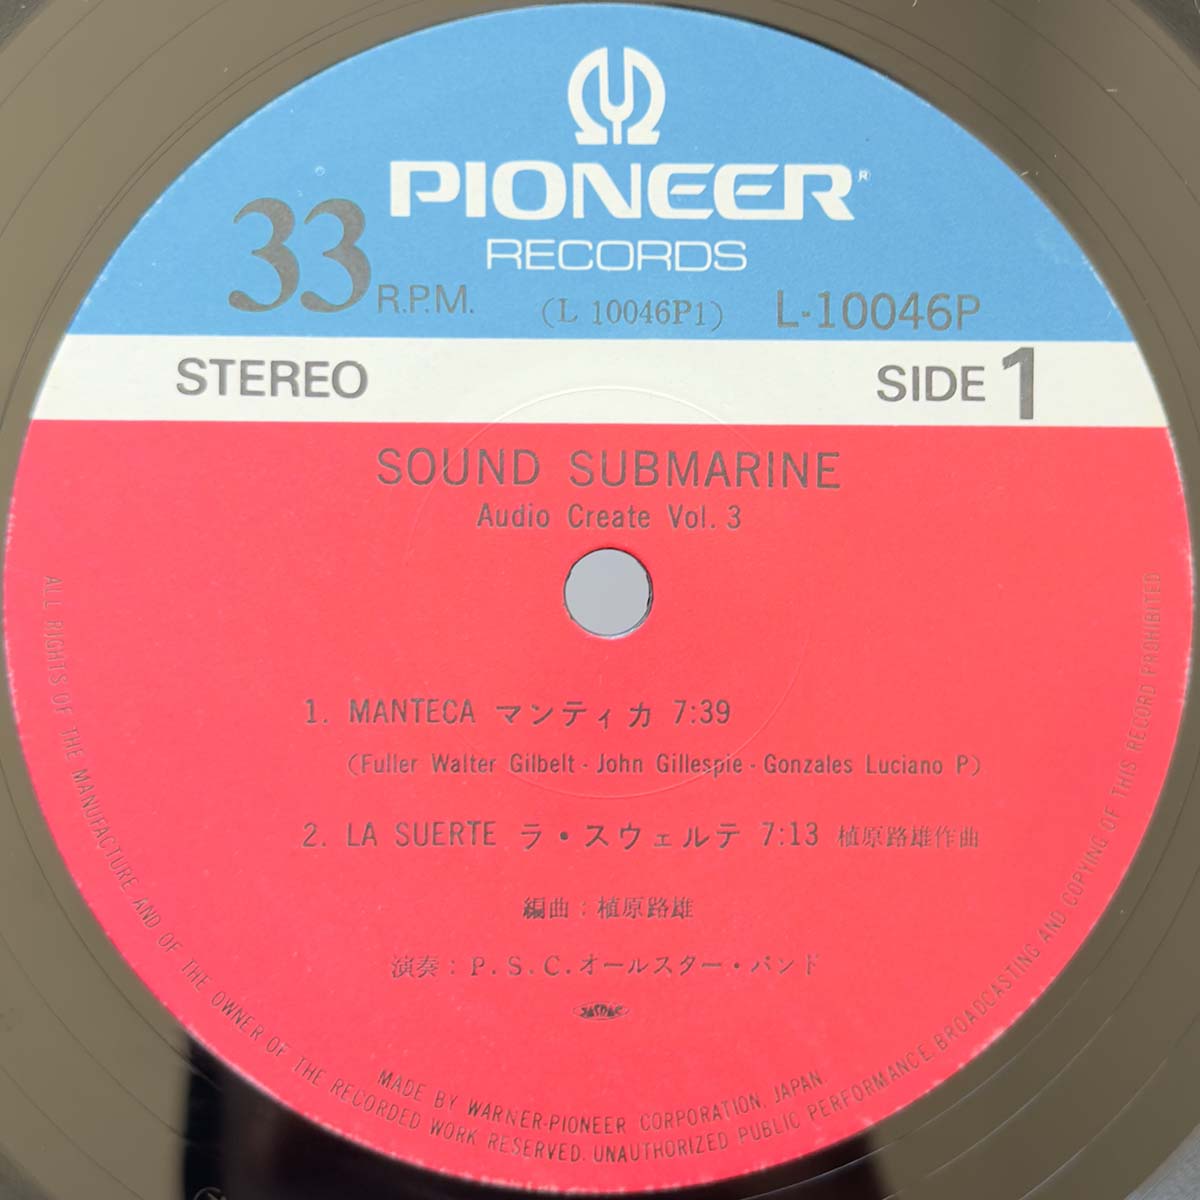 PIONEER®
RECORDS
33 R.P.M. (L 10046P1) L-10046P
STEREO SIDE 1
SOUND SUBMARINE
Audio Create Vol. 3
1. MANTECA マンティカ 7:39
(Fuller Walter Gilbelt - John Gillespie - Gonzales Luciano P)
2. LA SUERTE ラ・スウェルテ 7:13 植原路雄作曲
編曲：植原路雄
演奏：P.S.C.オールスター・バンド
JASRAC
MADE BY WARNER-PIONEER CORPORATION, JAPAN.
ALL RIGHTS OF THE MANUFACTURE AND OF THE OWNER OF THE RECORDED WORK RESERVED. UNAUTHORIZED PUBLIC PERFORMANCE, BROADCASTING AND COPYING OF THIS RECORD PROHIBITED